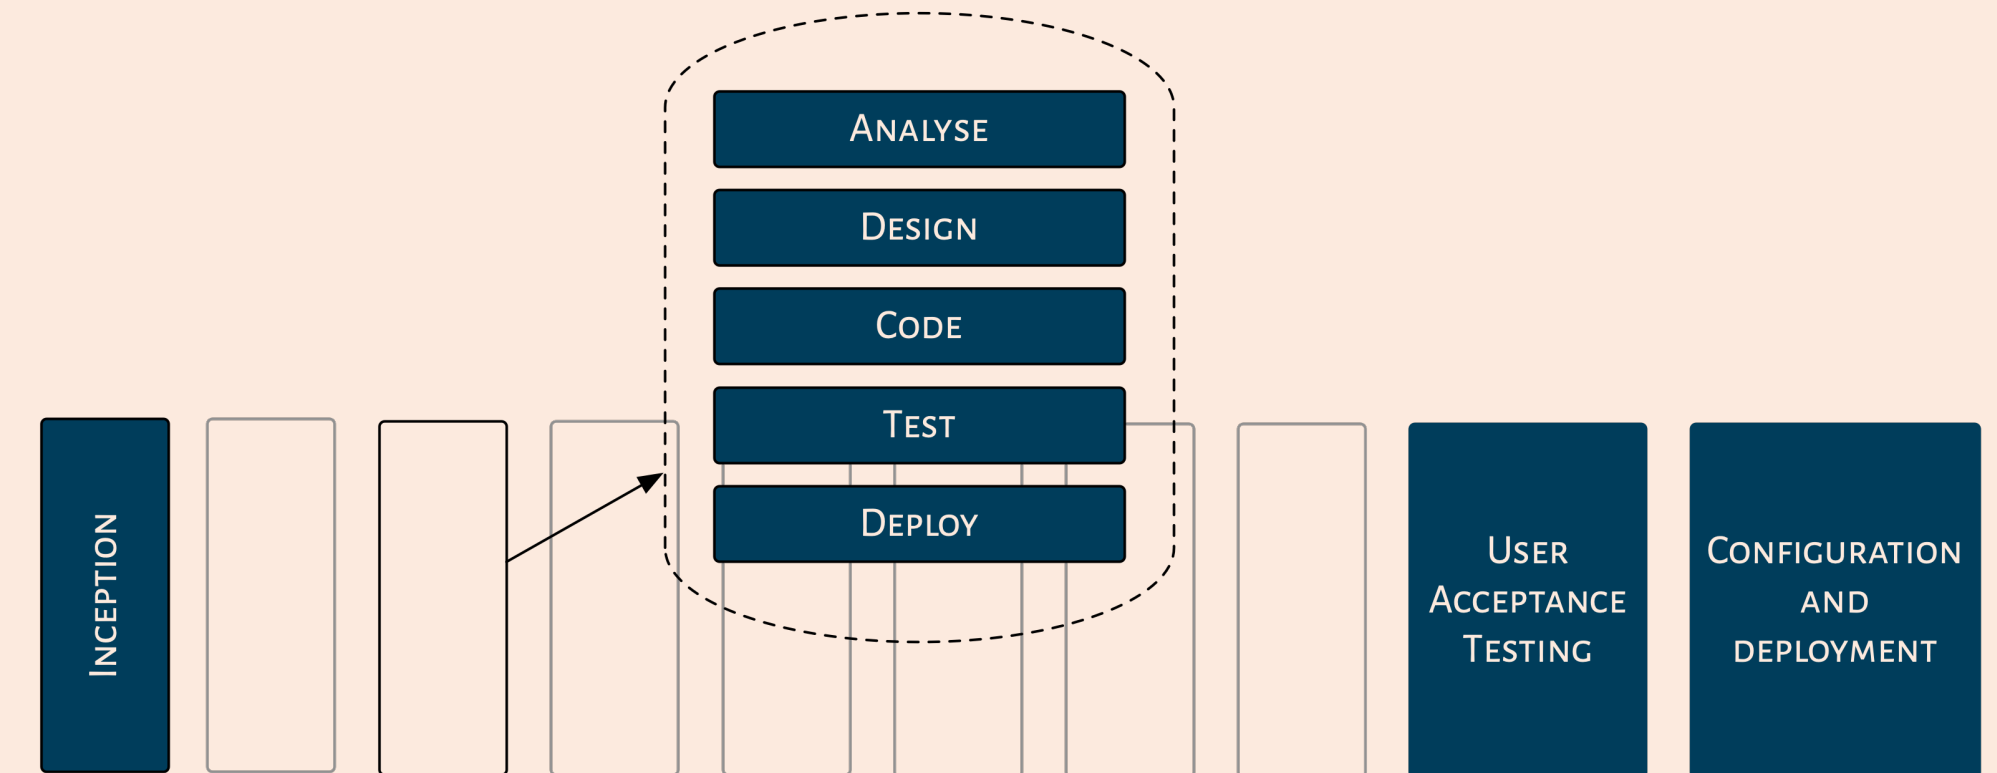 Analyse
Design
Code
Test
Deploy
Inception
User
Acceptance
Testing
Configuration
and
deployment